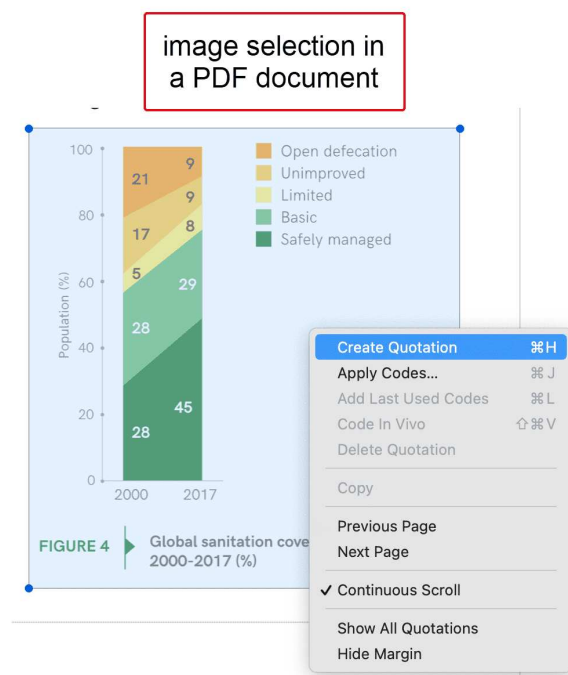 image selection in
a PDF document
100
80
60
40
20
0
Population (%)
21
17
5
28
28
9
9
8
29
45
2000 2017
Open defecation
Unimproved
Limited
Basic
Safely managed
FIGURE 4
Global sanitation cove
2000-2017 (%)
Create Quotation ⌘H
Apply Codes... ⌘J
Add Last Used Codes ⌘L
Code In Vivo ⇧⌘V
Delete Quotation
Copy
Previous Page
Next Page
✓ Continuous Scroll
Show All Quotations
Hide Margin